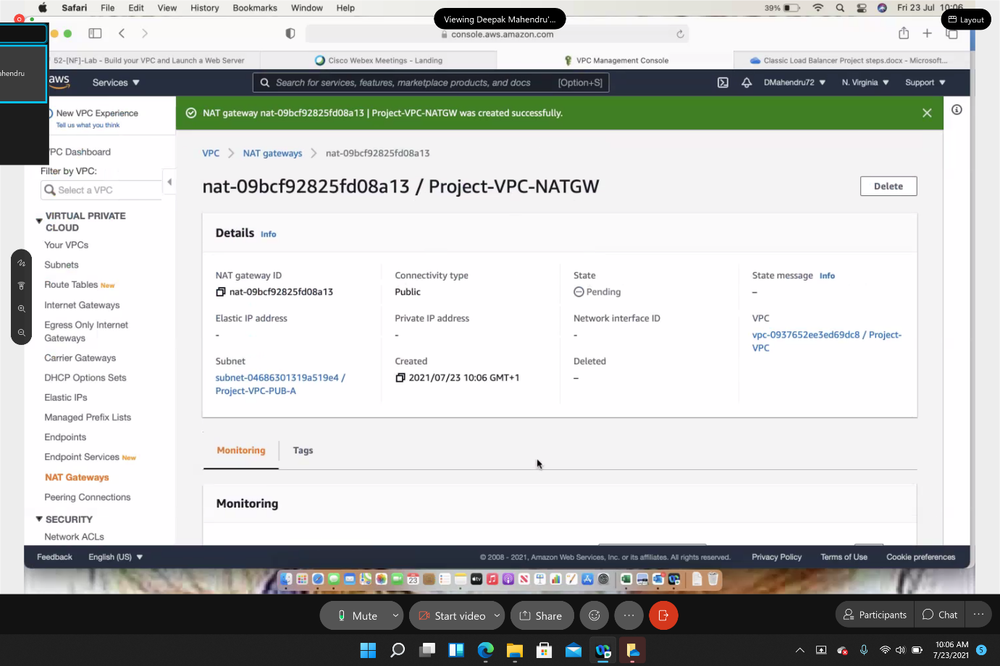 Safari File Edit View History Bookmarks Window Help
Viewing Deepak Mahendru'...
39% Fri 23 Jul 10:06
Layout
console.aws.amazon.com
52-[NF]-Lab - Build your VPC and Launch a Web Server
Cisco Webex Meetings - Landing
VPC Management Console
Classic Load Balancer Project steps.docx - Microsoft...
ahendru
aws
Services
Search for services, features, marketplace products, and docs [Option+S]
DMahendru72
N. Virginia
Support
New VPC Experience
Tell us what you think
NAT gateway nat-09bcf92825fd08a13 | Project-VPC-NATGW was created successfully.
VPC Dashboard
Filter by VPC:
Select a VPC
VIRTUAL PRIVATE
CLOUD
Your VPCs
Subnets
Route Tables New
Internet Gateways
Egress Only Internet
Gateways
Carrier Gateways
DHCP Options Sets
Elastic IPs
Managed Prefix Lists
Endpoints
Endpoint Services New
NAT Gateways
Peering Connections
SECURITY
Network ACLs
VPC > NAT gateways > nat-09bcf92825fd08a13
nat-09bcf92825fd08a13 / Project-VPC-NATGW
Delete
Details Info
NAT gateway ID
nat-09bcf92825fd08a13
Connectivity type
Public
State
Pending
State message Info
–
Elastic IP address
-
Private IP address
-
Network interface ID
-
VPC
vpc-0937652ee3ed69dc8 / Project-
VPC
Subnet
subnet-04686301319a519e4 /
Project-VPC-PUB-A
Created
2021/07/23 10:06 GMT+1
Deleted
–
Monitoring
Tags
Monitoring
Feedback English (US)
© 2008 - 2021, Amazon Web Services, Inc. or its affiliates. All rights reserved. Privacy Policy Terms of Use Cookie preferences
23
tv
Mute
Start video
Share
Participants
Chat
10:06 AM
7/23/2021
5